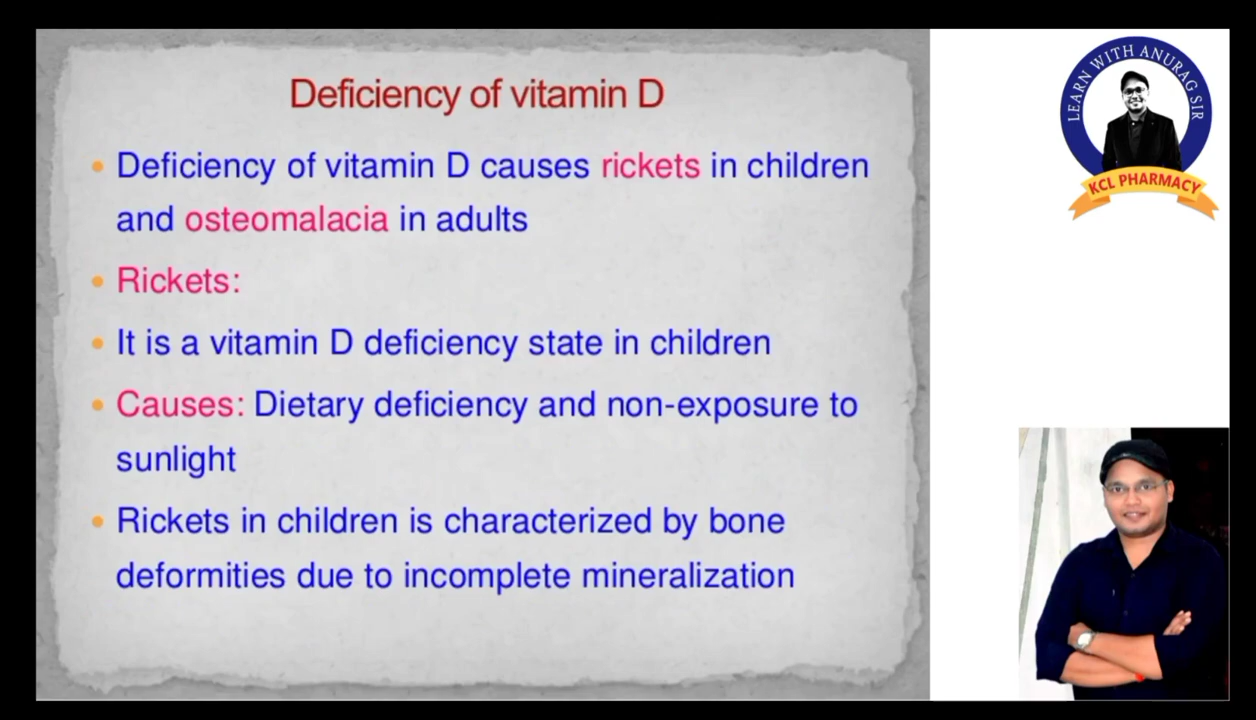 Deficiency of vitamin D
• Deficiency of vitamin D causes rickets in children
and osteomalacia in adults
• Rickets:
• It is a vitamin D deficiency state in children
• Causes: Dietary deficiency and non-exposure to
sunlight
• Rickets in children is characterized by bone
deformities due to incomplete mineralization
LEARN WITH ANURAG SIR
KCL PHARMACY